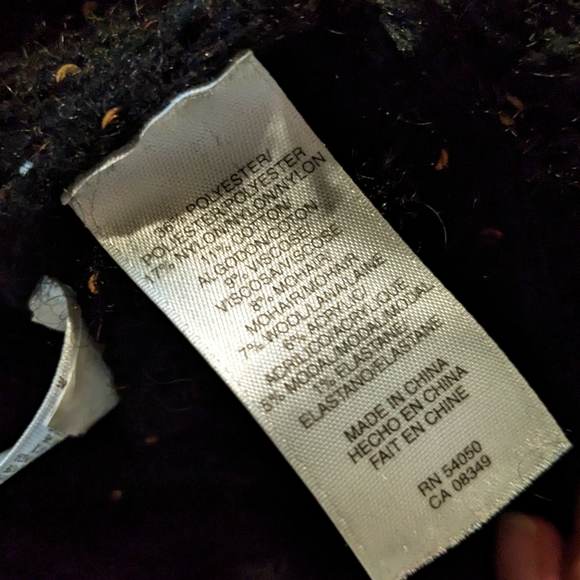 36% POLYESTER/
POLIESTER/POLYESTER
17% NYLON/NYLON/NYLON
11% COTTON/
ALGODON/COTON
9% VISCOSE/
VISCOSA/VISCOSE
8% MOHAIR/
MOHAIR/MOHAIR
7% WOOL/LANA/LAINE
6% ACRYLIC/
ACRILICO/ACRYLIQUE
5% MODAL/MODAL/MODAL
1% ELASTANE/
ELASTANO/ELASTANE
MADE IN CHINA
HECHO EN CHINA
FAIT EN CHINE
RN 54050
CA 08349